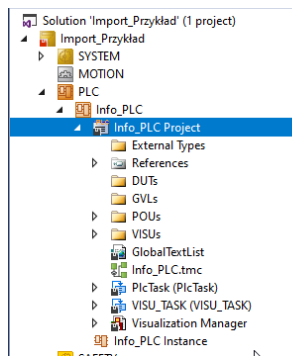 Solution 'Import_Przykład' (1 project)
Import_Przykład
SYSTEM
MOTION
PLC
Info_PLC
Info_PLC Project
External Types
References
DUTs
GVLs
POUs
VISUs
GlobalTextList
Info_PLC.tmc
PlcTask (PlcTask)
VISU_TASK (VISU_TASK)
Visualization Manager
Info_PLC Instance
SAFETY